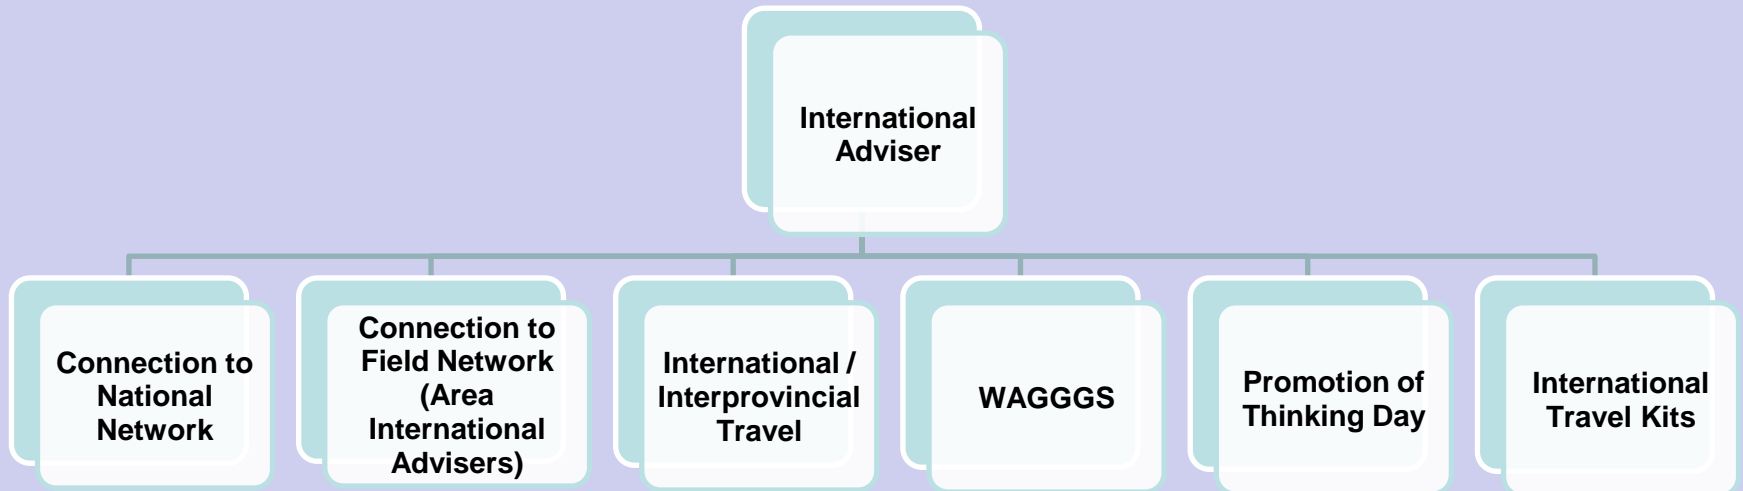 International
Adviser
Connection to
National
Network
Connection to
Field Network
(Area
International
Advisers)
International /
Interprovincial
Travel
WAGGGS
Promotion of
Thinking Day
International
Travel Kits